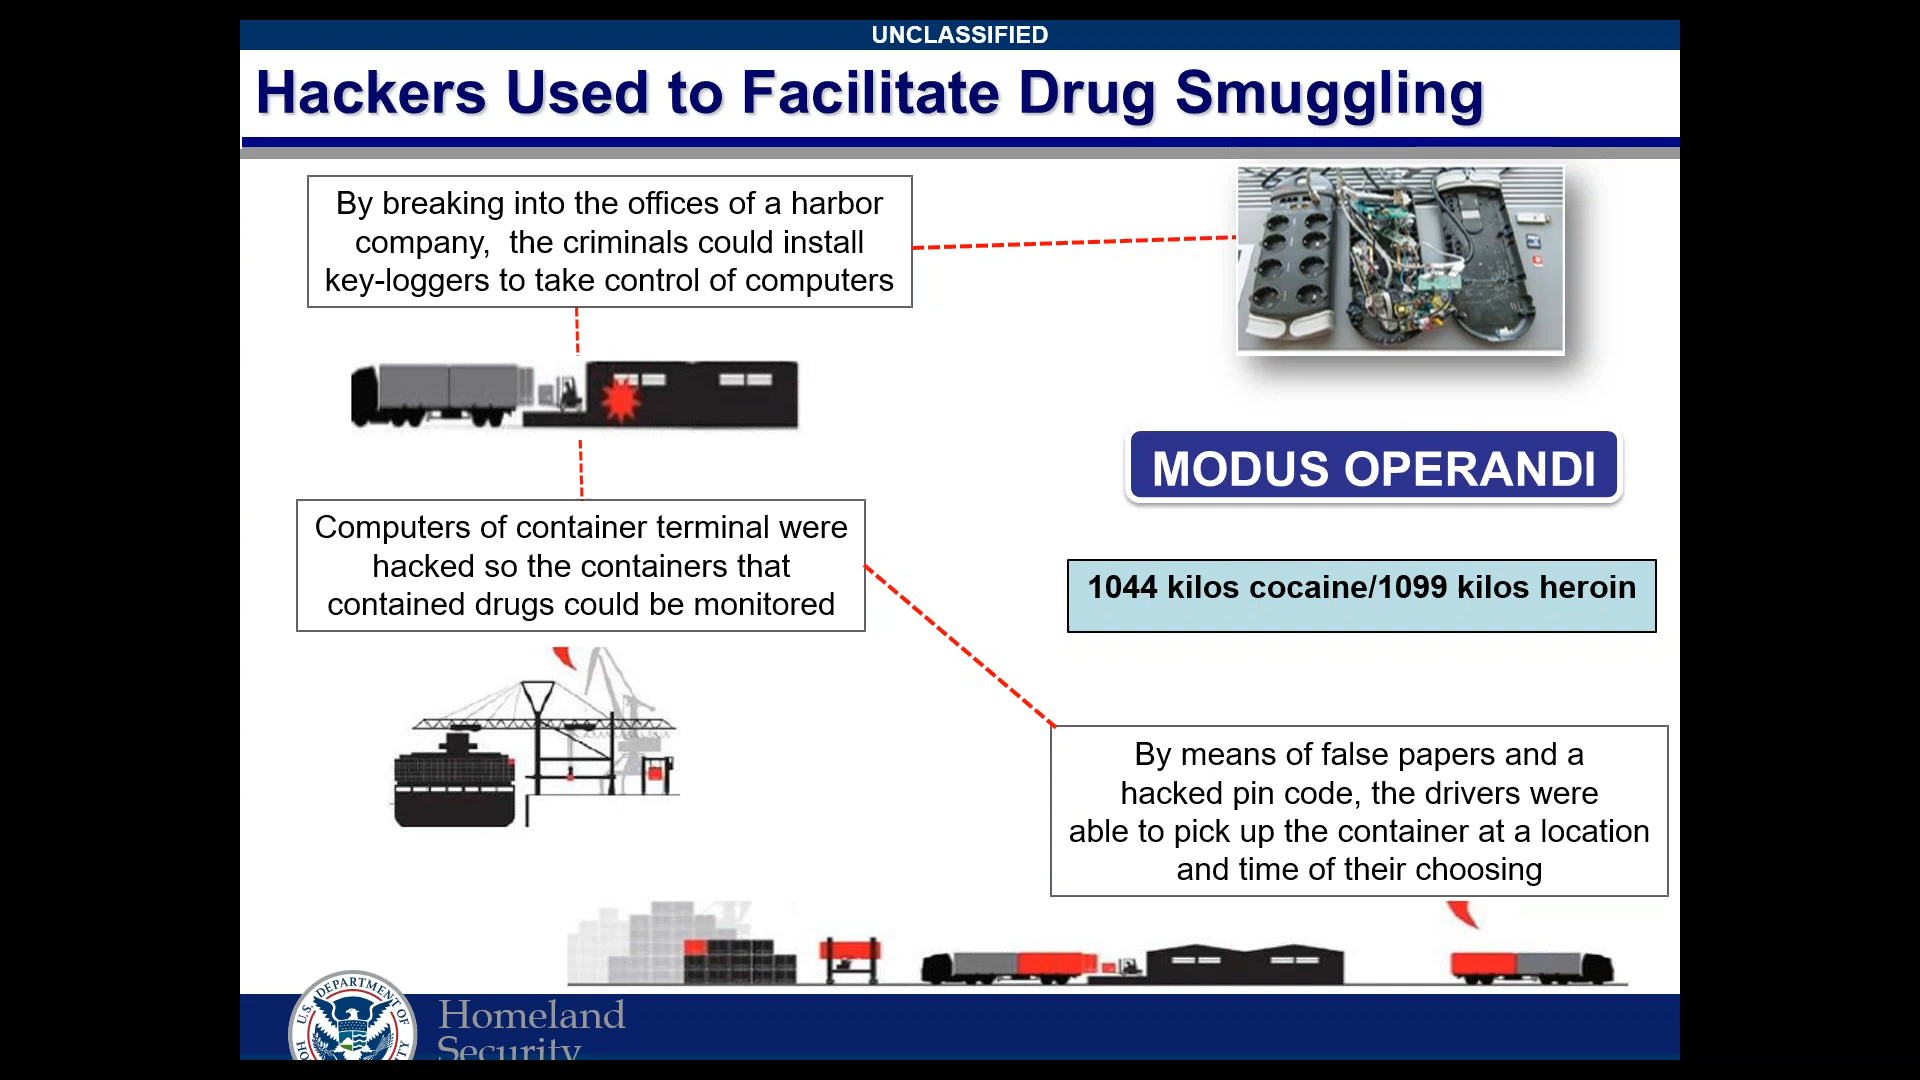 UNCLASSIFIED
Hackers Used to Facilitate Drug Smuggling
By breaking into the offices of a harbor
company,  the criminals could install
key-loggers to take control of computers
MODUS OPERANDI
Computers of container terminal were
hacked so the containers that
contained drugs could be monitored
1044 kilos cocaine/1099 kilos heroin
By means of false papers and a
hacked pin code, the drivers were
able to pick up the container at a location
and time of their choosing
U.S. DEPARTMENT OF
Homeland
Security